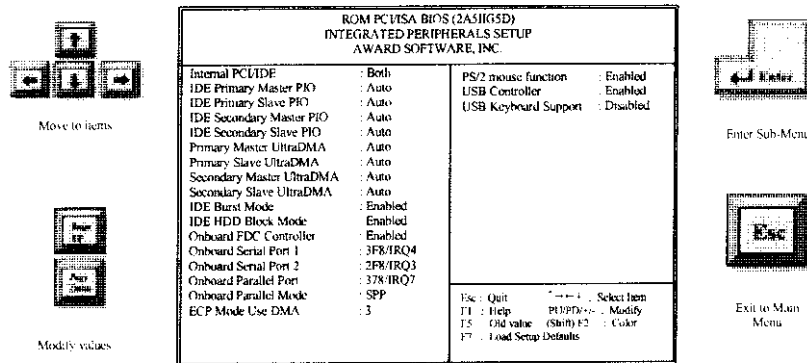 ROM PCI/ISA BIOS (2A5IIG5D)
INTEGRATED PERIPHERALS SETUP
AWARD SOFTWARE, INC.
Internal PCI/IDE : Both
IDE Primary Master PIO : Auto
IDE Primary Slave PIO : Auto
IDE Secondary Master PIO : Auto
IDE Secondary Slave PIO : Auto
Primary Master UltraDMA : Auto
Primary Slave UltraDMA : Auto
Secondary Master UltraDMA : Auto
Secondary Slave UltraDMA : Auto
IDE Burst Mode : Enabled
IDE HDD Block Mode : Enabled
Onboard FDC Controller : Enabled
Onboard Serial Port 1 : 3F8/IRQ4
Onboard Serial Port 2 : 2F8/IRQ3
Onboard Parallel Port : 378/IRQ7
Onboard Parallel Mode : SPP
ECP Mode Use DMA : 3
PS/2 mouse function : Enabled
USB Controller : Enabled
USB Keyboard Support : Disabled
Esc : Quit ↑→←↓ : Select Item
F1 : Help PU/PD/+/- : Modify
F5 : Old value (Shift) F2 : Color
F7 : Load Setup Defaults
↑
← ↓ →
Move to items
Modify values
Enter
Enter Sub-Menu
Esc
Exit to Main
Menu